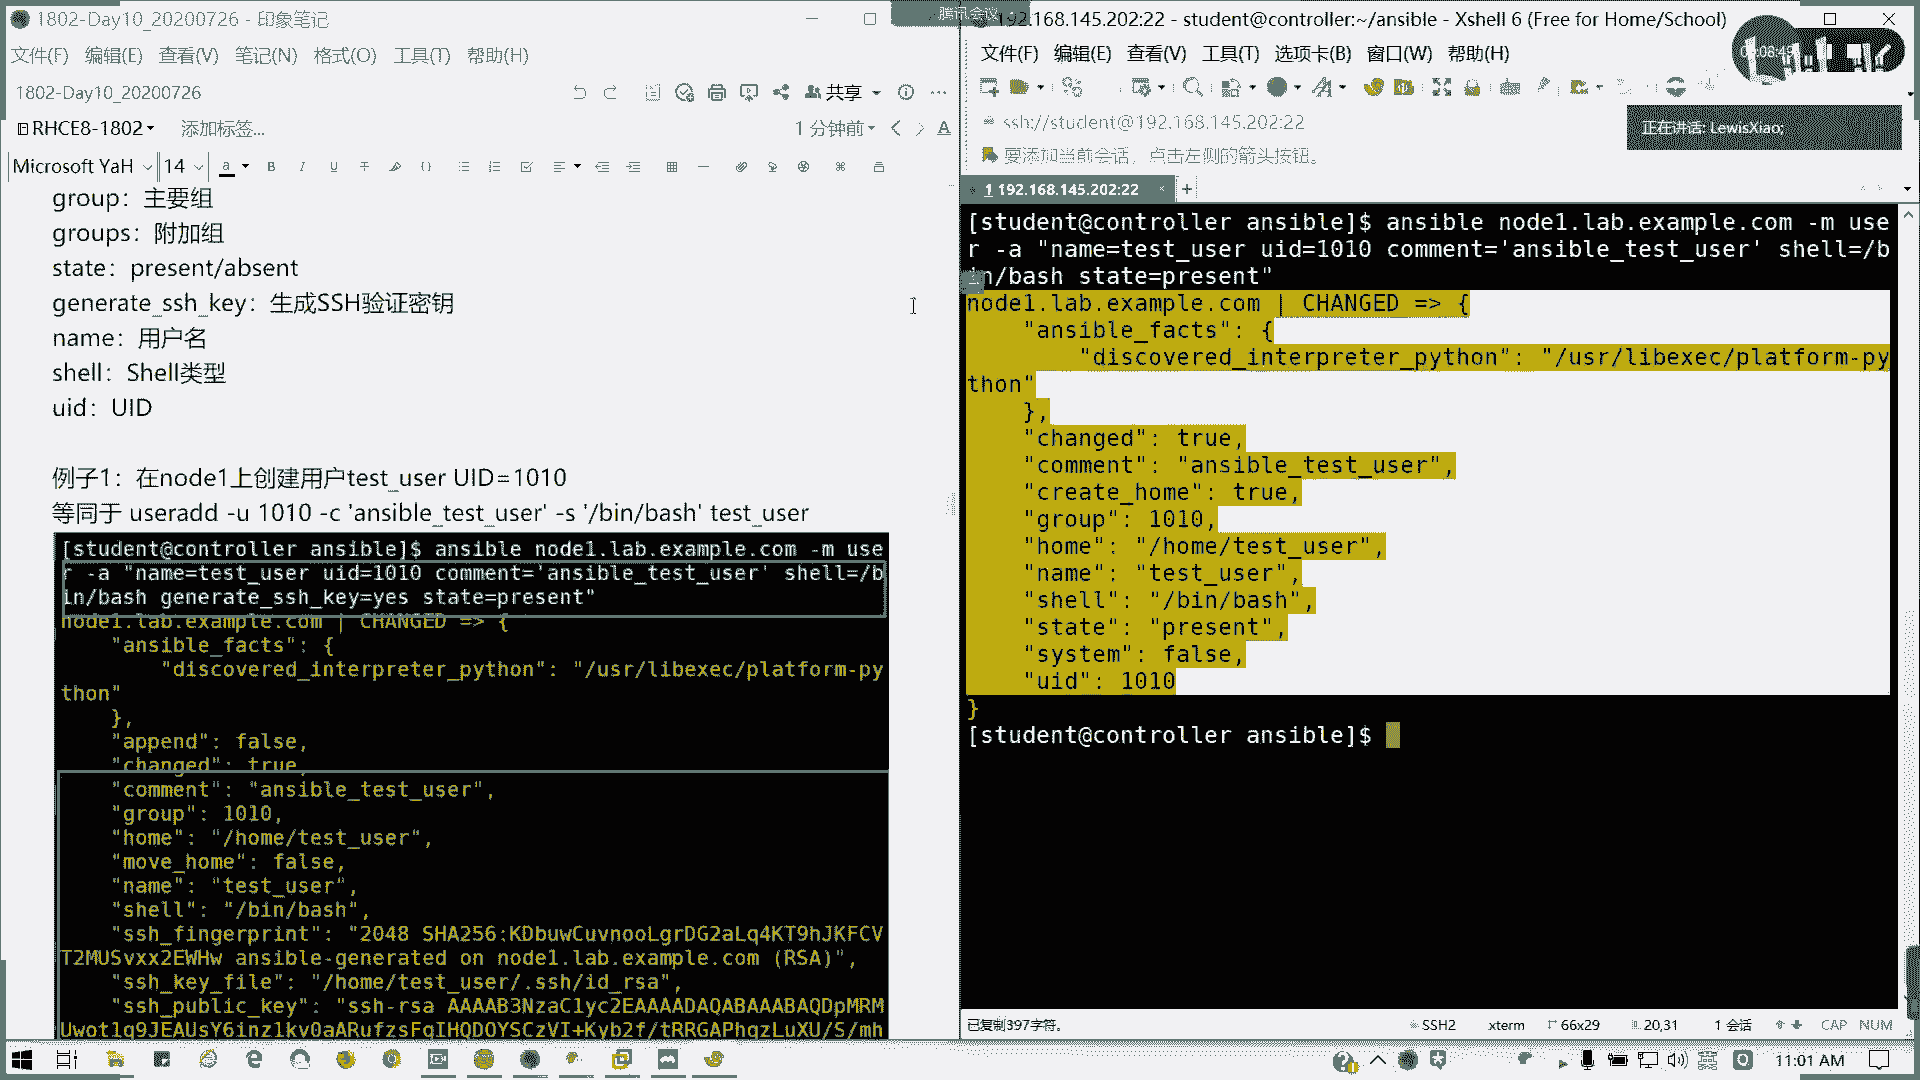 1802-Day10_20200726 - 印象笔记
文件(F) 编辑(E) 查看(V) 笔记(N) 格式(O) 工具(T) 帮助(H)
1802-Day10_20200726
共享
RHCE8-1802
添加标签...
1 分钟前
Microsoft YaH
14
group：主要组
groups：附加组
state：present/absent
generate_ssh_key：生成SSH验证密钥
name：用户名
shell：Shell类型
uid：UID
例子1：在node1上创建用户test_user UID=1010
等同于 useradd -u 1010 -c 'ansible_test_user' -s '/bin/bash' test_user
[student@controller ansible]$ ansible node1.lab.example.com -m use
r -a "name=test_user uid=1010 comment='ansible_test_user' shell=/b
in/bash generate_ssh_key=yes state=present"
node1.lab.example.com | CHANGED => {
"ansible_facts": {
"discovered_interpreter_python": "/usr/libexec/platform-py
thon"
},
"append": false,
"changed": true,
"comment": "ansible_test_user",
"group": 1010,
"home": "/home/test_user",
"move_home": false,
"name": "test_user",
"shell": "/bin/bash",
"ssh_fingerprint": "2048 SHA256:KDbuwCuvnooLgrDG2aLq4KT9hJKFCV
T2MUSvxx2EWHw ansible-generated on node1.lab.example.com (RSA)",
"ssh_key_file": "/home/test_user/.ssh/id_rsa",
"ssh_public_key": "ssh-rsa AAAAB3NzaC1yc2EAAAADAQABAAABAQDpMRM
腾讯会议
192.168.145.202:22 - student@controller:~/ansible - Xshell 6 (Free for Home/School)
文件(F) 编辑(E) 查看(V) 工具(T) 选项卡(B) 窗口(W) 帮助(H)
ssh://student@192.168.145.202:22
正在讲话: LewisXiao;
要添加当前会话，点击左侧的箭头按钮。
1 192.168.145.202:22
[student@controller ansible]$ ansible node1.lab.example.com -m use
r -a "name=test_user uid=1010 comment='ansible_test_user' shell=/b
in/bash state=present"
node1.lab.example.com | CHANGED => {
"ansible_facts": {
"discovered_interpreter_python": "/usr/libexec/platform-py
thon"
},
"changed": true,
"comment": "ansible_test_user",
"create_home": true,
"group": 1010,
"home": "/home/test_user",
"name": "test_user",
"shell": "/bin/bash",
"state": "present",
"system": false,
"uid": 1010
}
[student@controller ansible]$
已复制397字符。
SSH2 xterm 66x29 20,31 1 会话 CAP NUM
11:01 AM